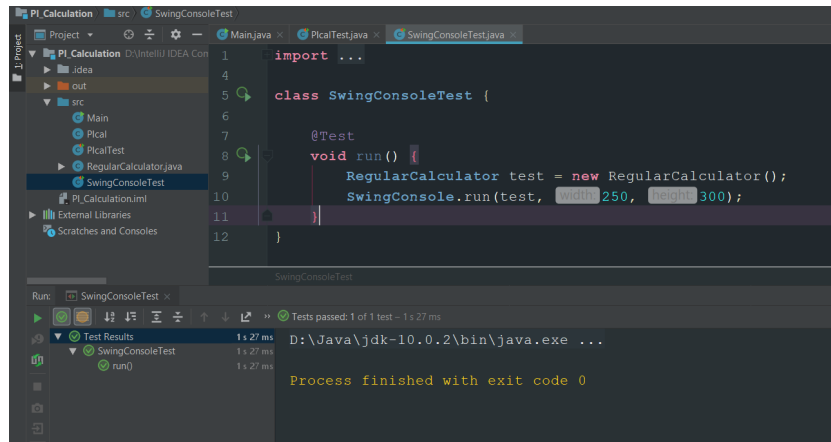 PI_Calculation src SwingConsoleTest
Project
Main.java PIcalTest.java SwingConsoleTest.java
1: Project
PI_Calculation D:\IntelliJ IDEA Con
.idea
out
src
Main
PIcal
PIcalTest
RegularCalculator.java
SwingConsoleTest
PI_Calculation.iml
External Libraries
Scratches and Consoles
1 import ...
4
5 class SwingConsoleTest {
6
7 @Test
8 void run() {
9 RegularCalculator test = new RegularCalculator();
10 SwingConsole.run(test, width: 250, height: 300);
11 }
12 }
SwingConsoleTest
Run: SwingConsoleTest
Tests passed: 1 of 1 test – 1 s 27 ms
Test Results 1 s 27 ms
SwingConsoleTest 1 s 27 ms
run() 1 s 27 ms
D:\Java\jdk-10.0.2\bin\java.exe ...
Process finished with exit code 0